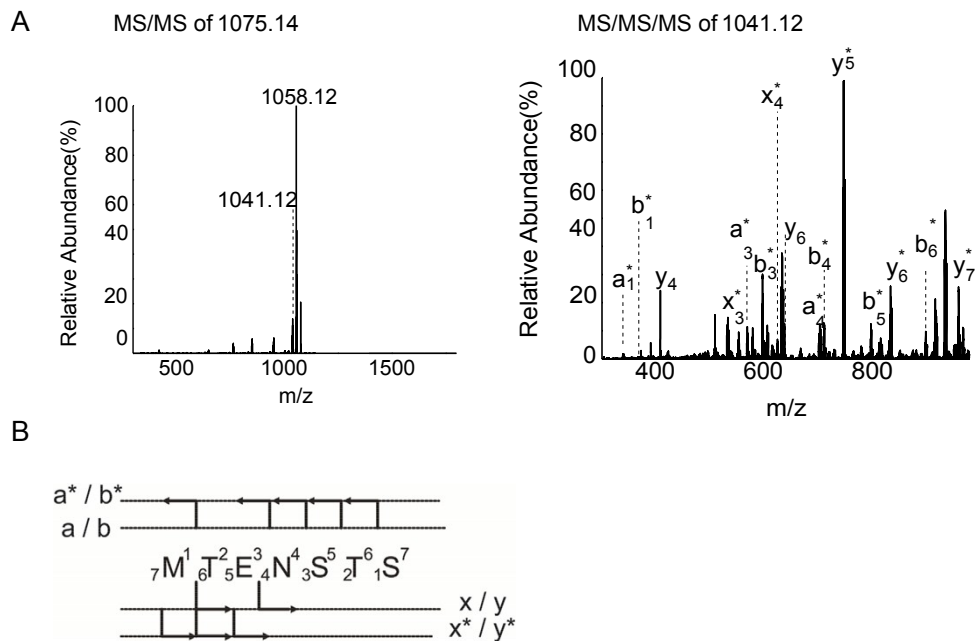 A
MS/MS of 1075.14
MS/MS/MS of 1041.12
1058.12
1041.12
100
80
60
40
20
0
Relative Abundance(%)
500
1000
1500
m/z
100
80
60
40
20
0
Relative Abundance(%)
a*1
b*1
y4
x*3
a*3
b*3
x*4
y6
a*4
b*4
y*5
b*5
y*6
b*6
y*7
400
600
800
m/z
B
a* / b*
a / b
7M1 6T2 5E3 4N4 3S5 2T6 1S7
x / y
x* / y*